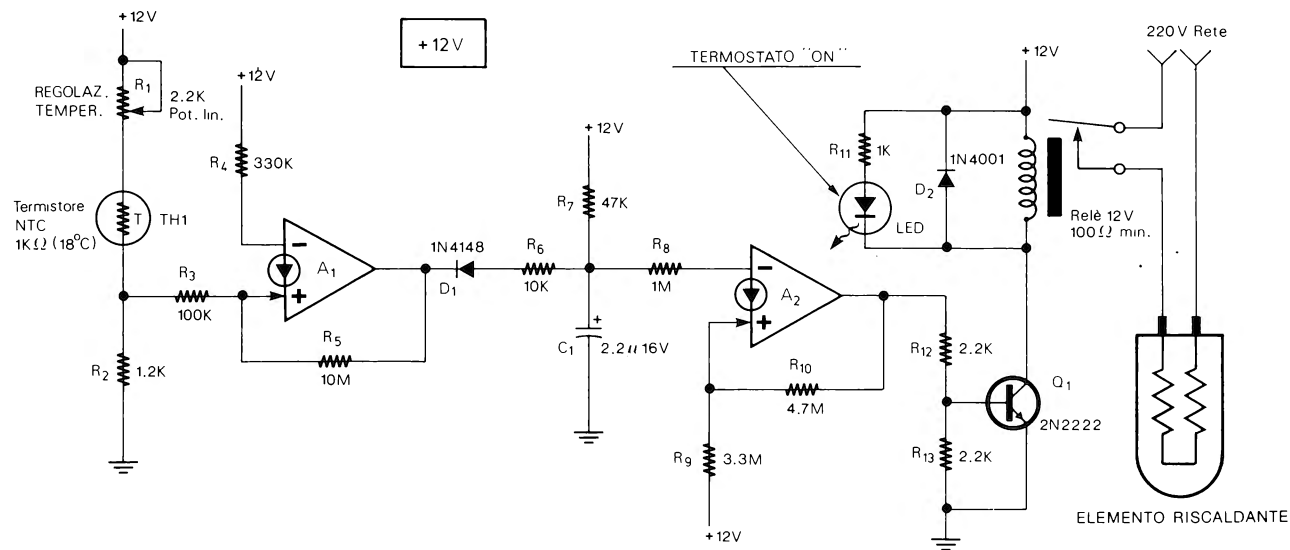 +12V
+12V
REGOLAZ.
TEMPER.
R1
2.2K
Pot. lin.
+12V
R4
330K
Termistore
NTC
1KΩ (18°C)
T
TH1
R3
100K
R2
1.2K
−
A1
+
R5
10M
1N4148
D1
R6
10K
+12V
R7
47K
R8
1M
+
C1
2.2µ 16V
−
A2
+
R10
4.7M
R9
3.3M
+12V
TERMOSTATO "ON"
R11
1K
LED
1N4001
D2
+12V
Relè 12V
100Ω min.
R12
2.2K
R13
2.2K
Q1
2N2222
220V Rete
ELEMENTO RISCALDANTE